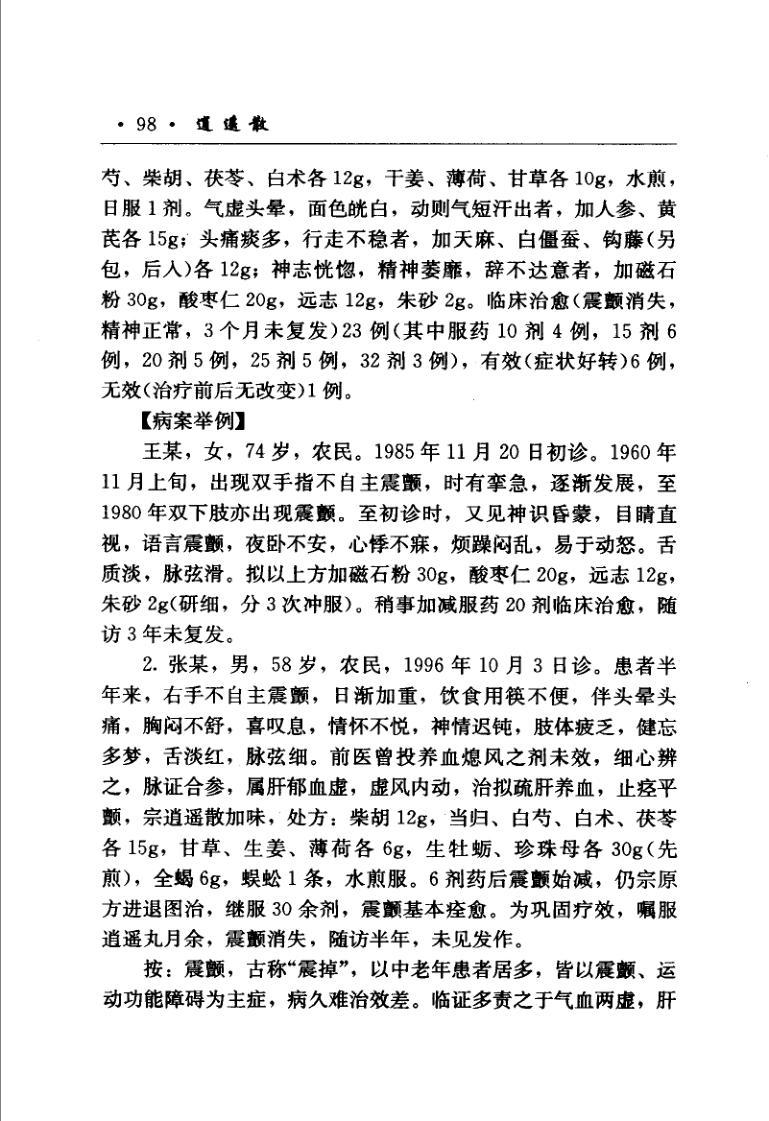 · 98 · 逍遥散
芍、柴胡、茯苓、白术各 12g，干姜、薄荷、甘草各 10g，水煎，
日服 1 剂。气虚头晕，面色㿠白，动则气短汗出者，加人参、黄
芪各 15g；头痛痰多，行走不稳者，加天麻、白僵蚕、钩藤（另
包，后入）各 12g；神志恍惚，精神萎靡，辞不达意者，加磁石
粉 30g，酸枣仁 20g，远志 12g，朱砂 2g。临床治愈（震颤消失，
精神正常，3 个月未复发）23 例（其中服药 10 剂 4 例，15 剂 6
例，20 剂 5 例，25 剂 5 例，32 剂 3 例），有效（症状好转）6 例，
无效（治疗前后无改变）1 例。
【病案举例】
王某，女，74 岁，农民。1985 年 11 月 20 日初诊。1960 年
11 月上旬，出现双手指不自主震颤，时有挛急，逐渐发展，至
1980 年双下肢亦出现震颤。至初诊时，又见神识昏蒙，目睛直
视，语言震颤，夜卧不安，心悸不寐，烦躁闷乱，易于动怒。舌
质淡，脉弦滑。拟以上方加磁石粉 30g，酸枣仁 20g，远志 12g，
朱砂 2g（研细，分 3 次冲服）。稍事加减服药 20 剂临床治愈，随
访 3 年未复发。
2. 张某，男，58 岁，农民，1996 年 10 月 3 日诊。患者半
年来，右手不自主震颤，日渐加重，饮食用筷不便，伴头晕头
痛，胸闷不舒，喜叹息，情怀不悦，神情迟钝，肢体疲乏，健忘
多梦，舌淡红，脉弦细。前医曾投养血熄风之剂未效，细心辨
之，脉证合参，属肝郁血虚，虚风内动，治拟疏肝养血，止痉平
颤，宗逍遥散加味，处方：柴胡 12g，当归、白芍、白术、茯苓
各 15g，甘草、生姜、薄荷各 6g，生牡蛎、珍珠母各 30g（先
煎），全蝎 6g，蜈蚣 1 条，水煎服。6 剂药后震颤始减，仍宗原
方进退图治，继服 30 余剂，震颤基本痊愈。为巩固疗效，嘱服
逍遥丸月余，震颤消失，随访半年，未见发作。
按：震颤，古称“震掉”，以中老年患者居多，皆以震颤、运
动功能障碍为主症，病久难治效差。临证多责之于气血两虚，肝